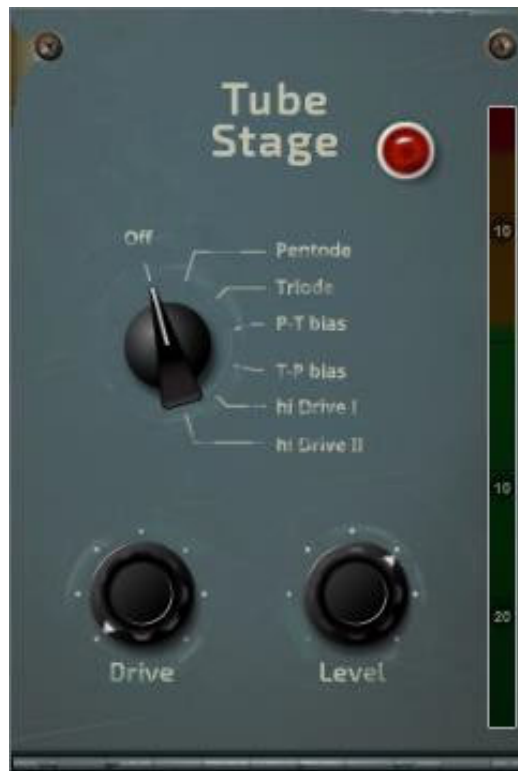 Tube
Stage
Off
Pentode
Triode
P-T bias
T-P bias
hi Drive I
hi Drive II
10
10
20
Drive
Level